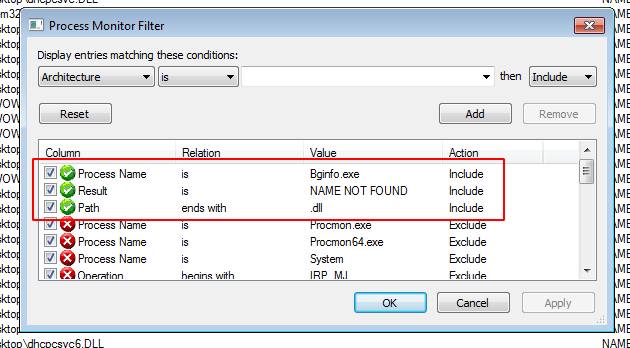 sktop\dhcpcsvc.DLL
NAME
Process Monitor Filter
Display entries matching these conditions:
Architecture is then Include
Reset Add Remove
Column Relation Value Action
Process Name is Bginfo.exe Include
Result is NAME NOT FOUND Include
Path ends with .dll Include
Process Name is Procmon.exe Exclude
Process Name is Procmon64.exe Exclude
Process Name is System Exclude
Operation begins with IRP_MJ Exclude
OK Cancel Apply
sktop\dhcpcsvc6.DLL NAME